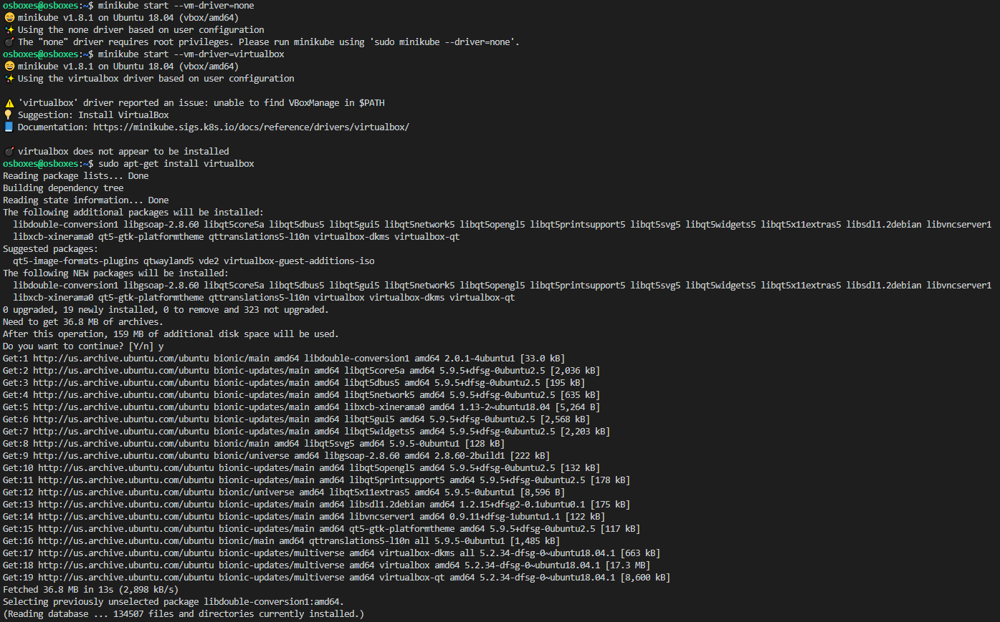 osboxes@osboxes:~$ minikube start --vm-driver=none
😄 minikube v1.8.1 on Ubuntu 18.04 (vbox/amd64)
✨ Using the none driver based on user configuration
💣 The "none" driver requires root privileges. Please run minikube using 'sudo minikube --driver=none'.
osboxes@osboxes:~$ minikube start --vm-driver=virtualbox
😄 minikube v1.8.1 on Ubuntu 18.04 (vbox/amd64)
✨ Using the virtualbox driver based on user configuration
⚠️ 'virtualbox' driver reported an issue: unable to find VBoxManage in $PATH
💡 Suggestion: Install VirtualBox
📘 Documentation: https://minikube.sigs.k8s.io/docs/reference/drivers/virtualbox/
💣 virtualbox does not appear to be installed
osboxes@osboxes:~$ sudo apt-get install virtualbox
Reading package lists... Done
Building dependency tree
Reading state information... Done
The following additional packages will be installed:
  libdouble-conversion1 libgsoap-2.8.60 libqt5core5a libqt5dbus5 libqt5gui5 libqt5network5 libqt5opengl5 libqt5printsupport5 libqt5svg5 libqt5widgets5 libqt5x11extras5 libsdl1.2debian libvncserver1
  libxcb-xinerama0 qt5-gtk-platformtheme qttranslations5-l10n virtualbox-dkms virtualbox-qt
Suggested packages:
  qt5-image-formats-plugins qtwayland5 vde2 virtualbox-guest-additions-iso
The following NEW packages will be installed:
  libdouble-conversion1 libgsoap-2.8.60 libqt5core5a libqt5dbus5 libqt5gui5 libqt5network5 libqt5opengl5 libqt5printsupport5 libqt5svg5 libqt5widgets5 libqt5x11extras5 libsdl1.2debian libvncserver1
  libxcb-xinerama0 qt5-gtk-platformtheme qttranslations5-l10n virtualbox virtualbox-dkms virtualbox-qt
0 upgraded, 19 newly installed, 0 to remove and 323 not upgraded.
Need to get 36.8 MB of archives.
After this operation, 159 MB of additional disk space will be used.
Do you want to continue? [Y/n] y
Get:1 http://us.archive.ubuntu.com/ubuntu bionic/main amd64 libdouble-conversion1 amd64 2.0.1-4ubuntu1 [33.0 kB]
Get:2 http://us.archive.ubuntu.com/ubuntu bionic-updates/main amd64 libqt5core5a amd64 5.9.5+dfsg-0ubuntu2.5 [2,036 kB]
Get:3 http://us.archive.ubuntu.com/ubuntu bionic-updates/main amd64 libqt5dbus5 amd64 5.9.5+dfsg-0ubuntu2.5 [195 kB]
Get:4 http://us.archive.ubuntu.com/ubuntu bionic-updates/main amd64 libqt5network5 amd64 5.9.5+dfsg-0ubuntu2.5 [635 kB]
Get:5 http://us.archive.ubuntu.com/ubuntu bionic-updates/main amd64 libxcb-xinerama0 amd64 1.13-2~ubuntu18.04 [5,264 B]
Get:6 http://us.archive.ubuntu.com/ubuntu bionic-updates/main amd64 libqt5gui5 amd64 5.9.5+dfsg-0ubuntu2.5 [2,568 kB]
Get:7 http://us.archive.ubuntu.com/ubuntu bionic-updates/main amd64 libqt5widgets5 amd64 5.9.5+dfsg-0ubuntu2.5 [2,203 kB]
Get:8 http://us.archive.ubuntu.com/ubuntu bionic/main amd64 libqt5svg5 amd64 5.9.5-0ubuntu1 [128 kB]
Get:9 http://us.archive.ubuntu.com/ubuntu bionic/universe amd64 libgsoap-2.8.60 amd64 2.8.60-2build1 [222 kB]
Get:10 http://us.archive.ubuntu.com/ubuntu bionic-updates/main amd64 libqt5opengl5 amd64 5.9.5+dfsg-0ubuntu2.5 [132 kB]
Get:11 http://us.archive.ubuntu.com/ubuntu bionic-updates/main amd64 libqt5printsupport5 amd64 5.9.5+dfsg-0ubuntu2.5 [178 kB]
Get:12 http://us.archive.ubuntu.com/ubuntu bionic/universe amd64 libqt5x11extras5 amd64 5.9.5-0ubuntu1 [8,596 B]
Get:13 http://us.archive.ubuntu.com/ubuntu bionic-updates/main amd64 libsdl1.2debian amd64 1.2.15+dfsg2-0.1ubuntu0.1 [175 kB]
Get:14 http://us.archive.ubuntu.com/ubuntu bionic-updates/main amd64 libvncserver1 amd64 0.9.11+dfsg-1ubuntu1.1 [122 kB]
Get:15 http://us.archive.ubuntu.com/ubuntu bionic-updates/main amd64 qt5-gtk-platformtheme amd64 5.9.5+dfsg-0ubuntu2.5 [117 kB]
Get:16 http://us.archive.ubuntu.com/ubuntu bionic/main amd64 qttranslations5-l10n all 5.9.5-0ubuntu1 [1,485 kB]
Get:17 http://us.archive.ubuntu.com/ubuntu bionic-updates/multiverse amd64 virtualbox-dkms all 5.2.34-dfsg-0~ubuntu18.04.1 [663 kB]
Get:18 http://us.archive.ubuntu.com/ubuntu bionic-updates/multiverse amd64 virtualbox amd64 5.2.34-dfsg-0~ubuntu18.04.1 [17.3 MB]
Get:19 http://us.archive.ubuntu.com/ubuntu bionic-updates/multiverse amd64 virtualbox-qt amd64 5.2.34-dfsg-0~ubuntu18.04.1 [8,600 kB]
Fetched 36.8 MB in 13s (2,898 kB/s)
Selecting previously unselected package libdouble-conversion1:amd64.
(Reading database ... 134507 files and directories currently installed.)